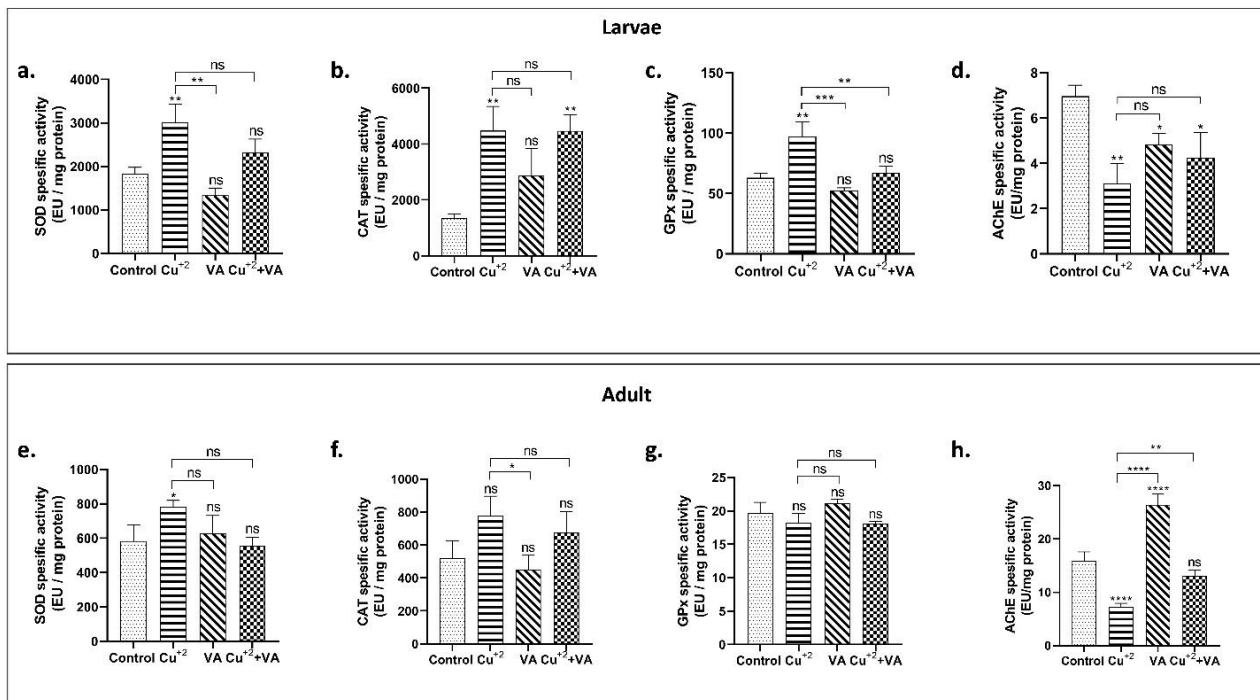 Larvae
a.
SOD spesific activity
(EU / mg protein)
4000
3000
2000
1000
0
ns
**
**
ns
ns
Control Cu+2 VA Cu+2+VA
b.
CAT spesific activity
(EU / mg protein)
6000
4000
2000
0
ns
ns
**
ns
**
Control Cu+2 VA Cu+2+VA
c.
GPx spesific activity
(EU / mg protein)
150
100
50
0
**
***
**
ns
ns
Control Cu+2 VA Cu+2+VA
d.
AChE spesific activity
(EU/mg protein)
8
6
4
2
0
ns
ns
**
*
*
Control Cu+2 VA Cu+2+VA
Adult
e.
SOD spesific activity
(EU / mg protein)
1000
800
600
400
200
0
ns
ns
*
ns
ns
Control Cu+2 VA Cu+2+VA
f.
CAT spesific activity
(EU / mg protein)
1000
800
600
400
200
0
ns
*
ns
ns
ns
Control Cu+2 VA Cu+2+VA
g.
GPx spesific activity
(EU / mg protein)
25
20
15
10
5
0
ns
ns
ns
ns
ns
Control Cu+2 VA Cu+2+VA
h.
AChE spesific activity
(EU/mg protein)
30
20
10
0
**
****
****
****
ns
Control Cu+2 VA Cu+2+VA